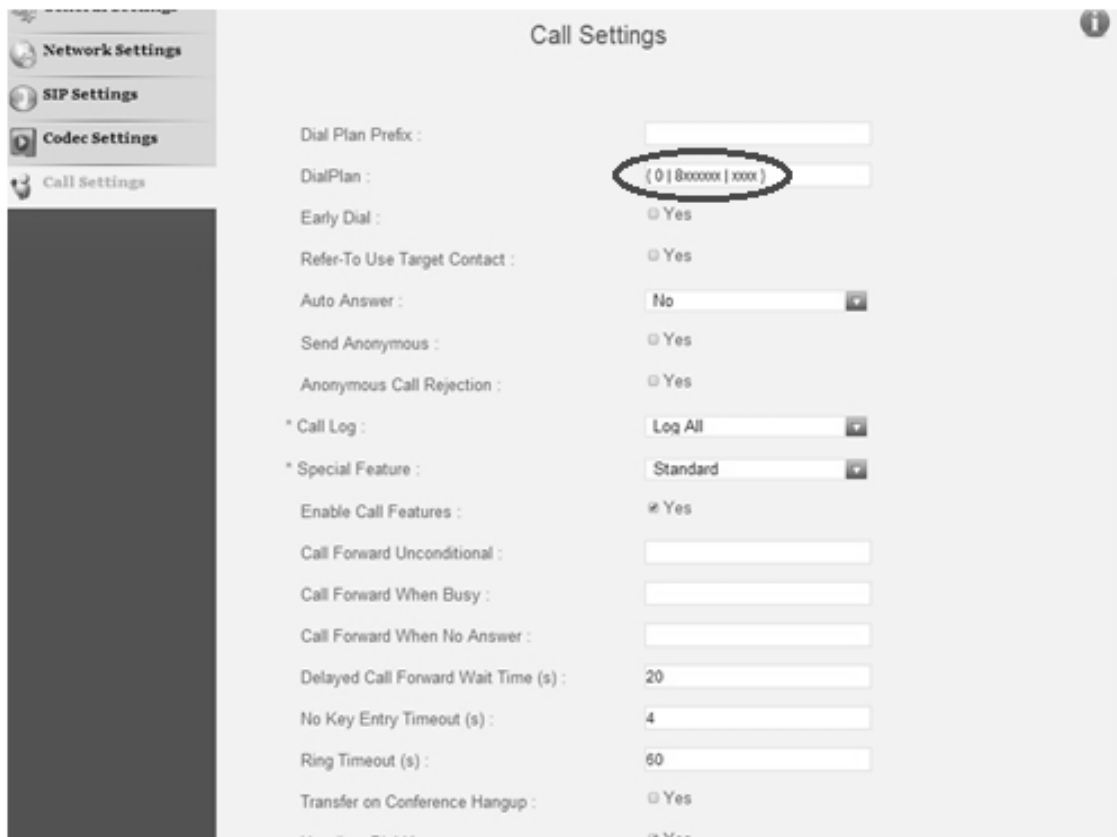 Network Settings
SIP Settings
Codec Settings
Call Settings
Call Settings
Dial Plan Prefix :
DialPlan : { 0 | 8xxxxxx | xxxx }
Early Dial : Yes
Refer-To Use Target Contact : Yes
Auto Answer : No
Send Anonymous : Yes
Anonymous Call Rejection : Yes
* Call Log : Log All
* Special Feature : Standard
Enable Call Features : Yes
Call Forward Unconditional :
Call Forward When Busy :
Call Forward When No Answer :
Delayed Call Forward Wait Time (s) : 20
No Key Entry Timeout (s) : 4
Ring Timeout (s) : 60
Transfer on Conference Hangup : Yes